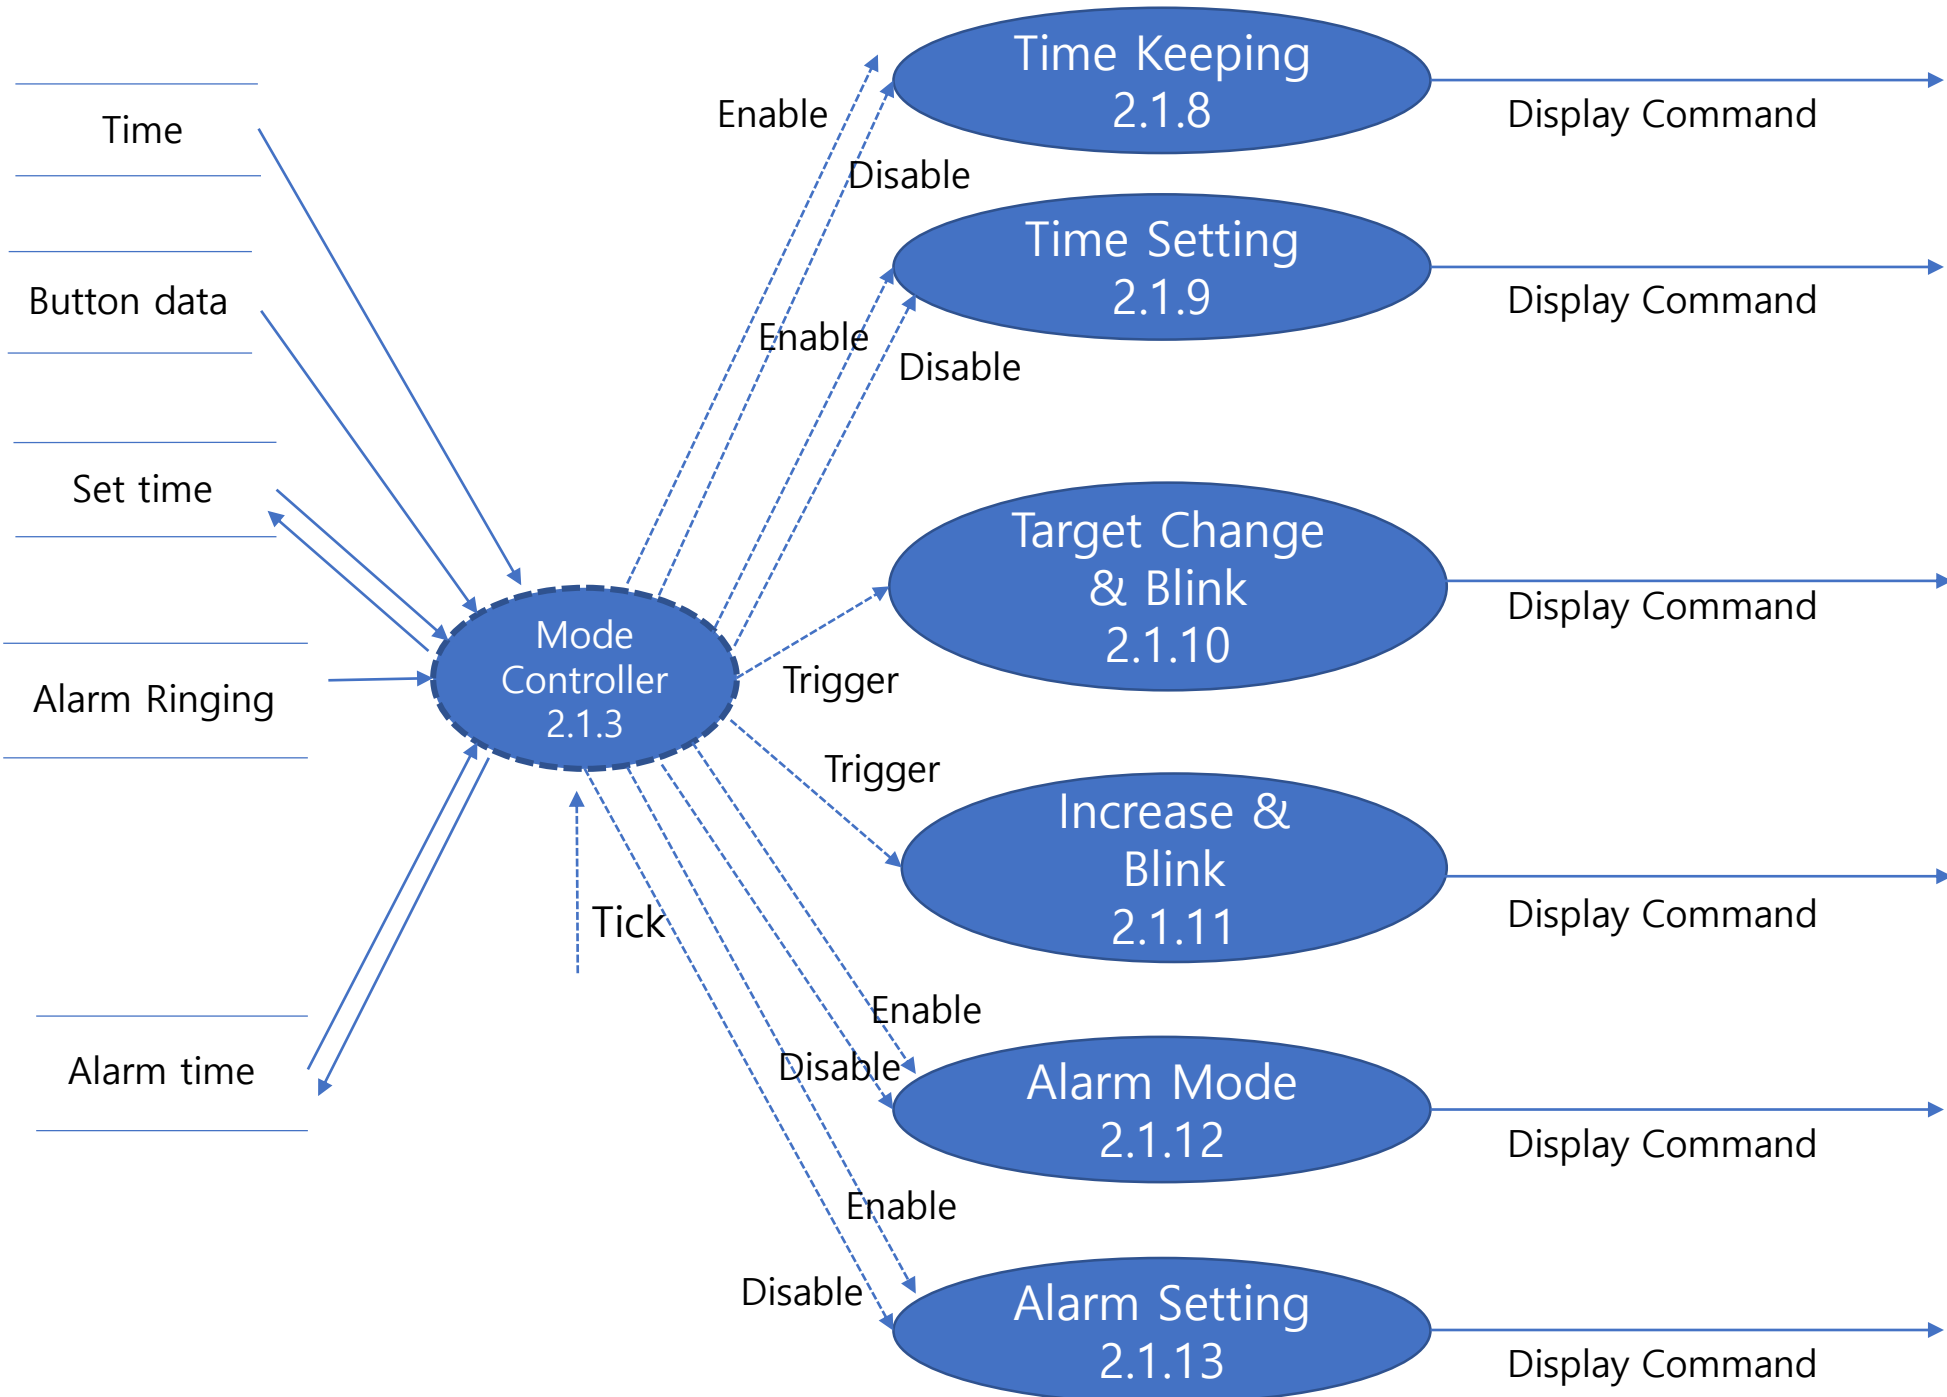 Time
Button data
Set time
Alarm Ringing
Alarm time
Mode
Controller
2.1.3
Tick
Enable
Disable
Enable
Disable
Trigger
Trigger
Enable
Disable
Enable
Disable
Time Keeping
2.1.8
Display Command
Time Setting
2.1.9
Display Command
Target Change
& Blink
2.1.10
Display Command
Increase &
Blink
2.1.11
Display Command
Alarm Mode
2.1.12
Display Command
Alarm Setting
2.1.13
Display Command